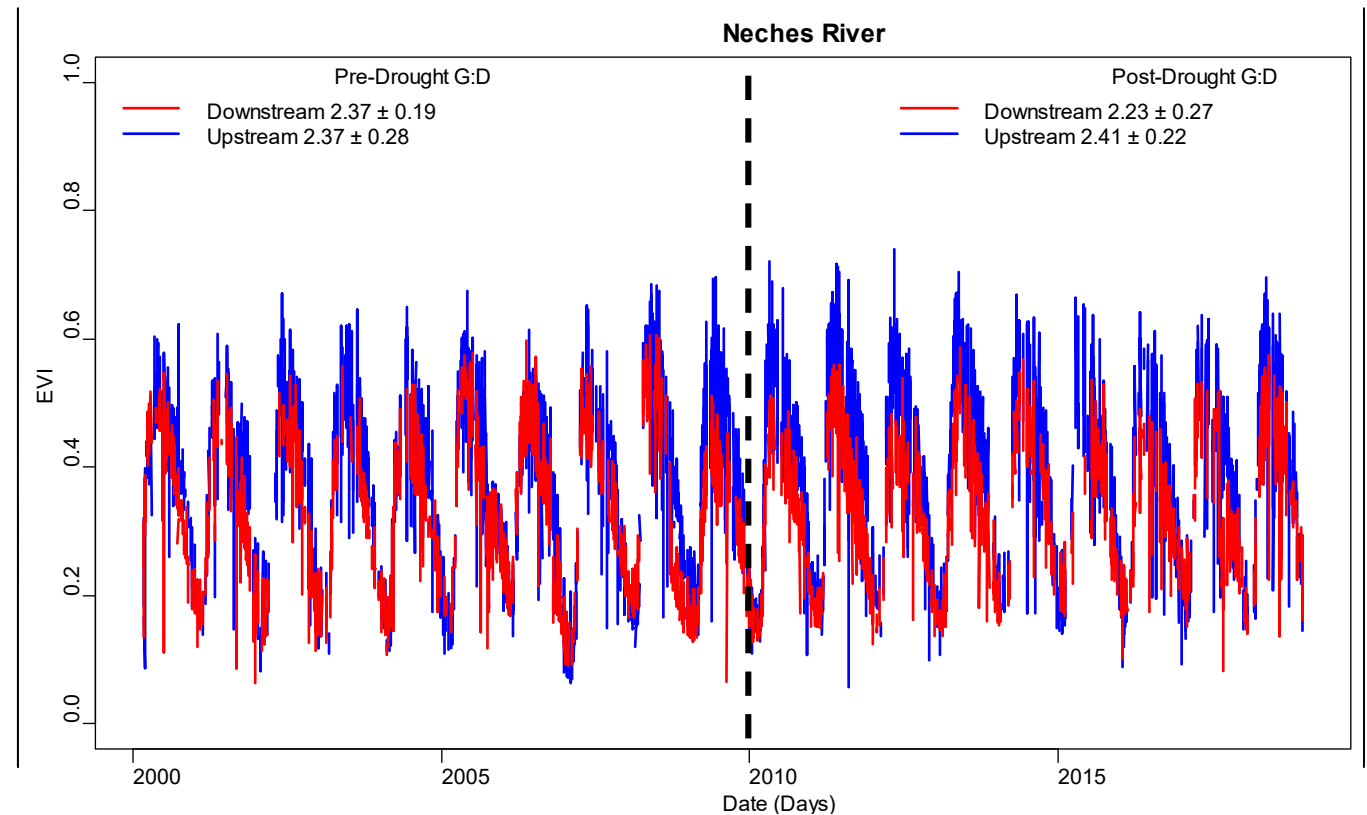 Neches River
Pre-Drought G:D
Downstream 2.37 ± 0.19
Upstream 2.37 ± 0.28
Post-Drought G:D
Downstream 2.23 ± 0.27
Upstream 2.41 ± 0.22
1.0
0.8
0.6
0.4
0.2
0.0
EVI
2000
2005
2010
2015
Date (Days)